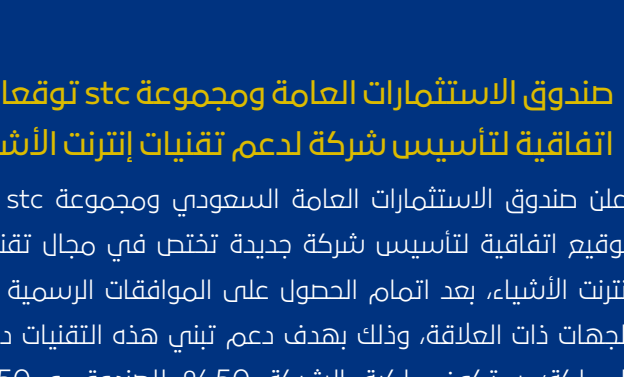 صندوق الاستثمارات العامة ومجموعة stc توقعا
اتفاقية لتأسيس شركة لدعم تقنيات إنترنت الأش
علن صندوق الاستثمارات العامة السعودي ومجموعة stc
وقيع اتفاقية لتأسيس شركة جديدة تختص في مجال تقن
نترنت الأشياء، بعد اتمام الحصول على الموافقات الرسمية
لجهات ذات العلاقة، وذلك بهدف دعم تبني هذه التقنيات د